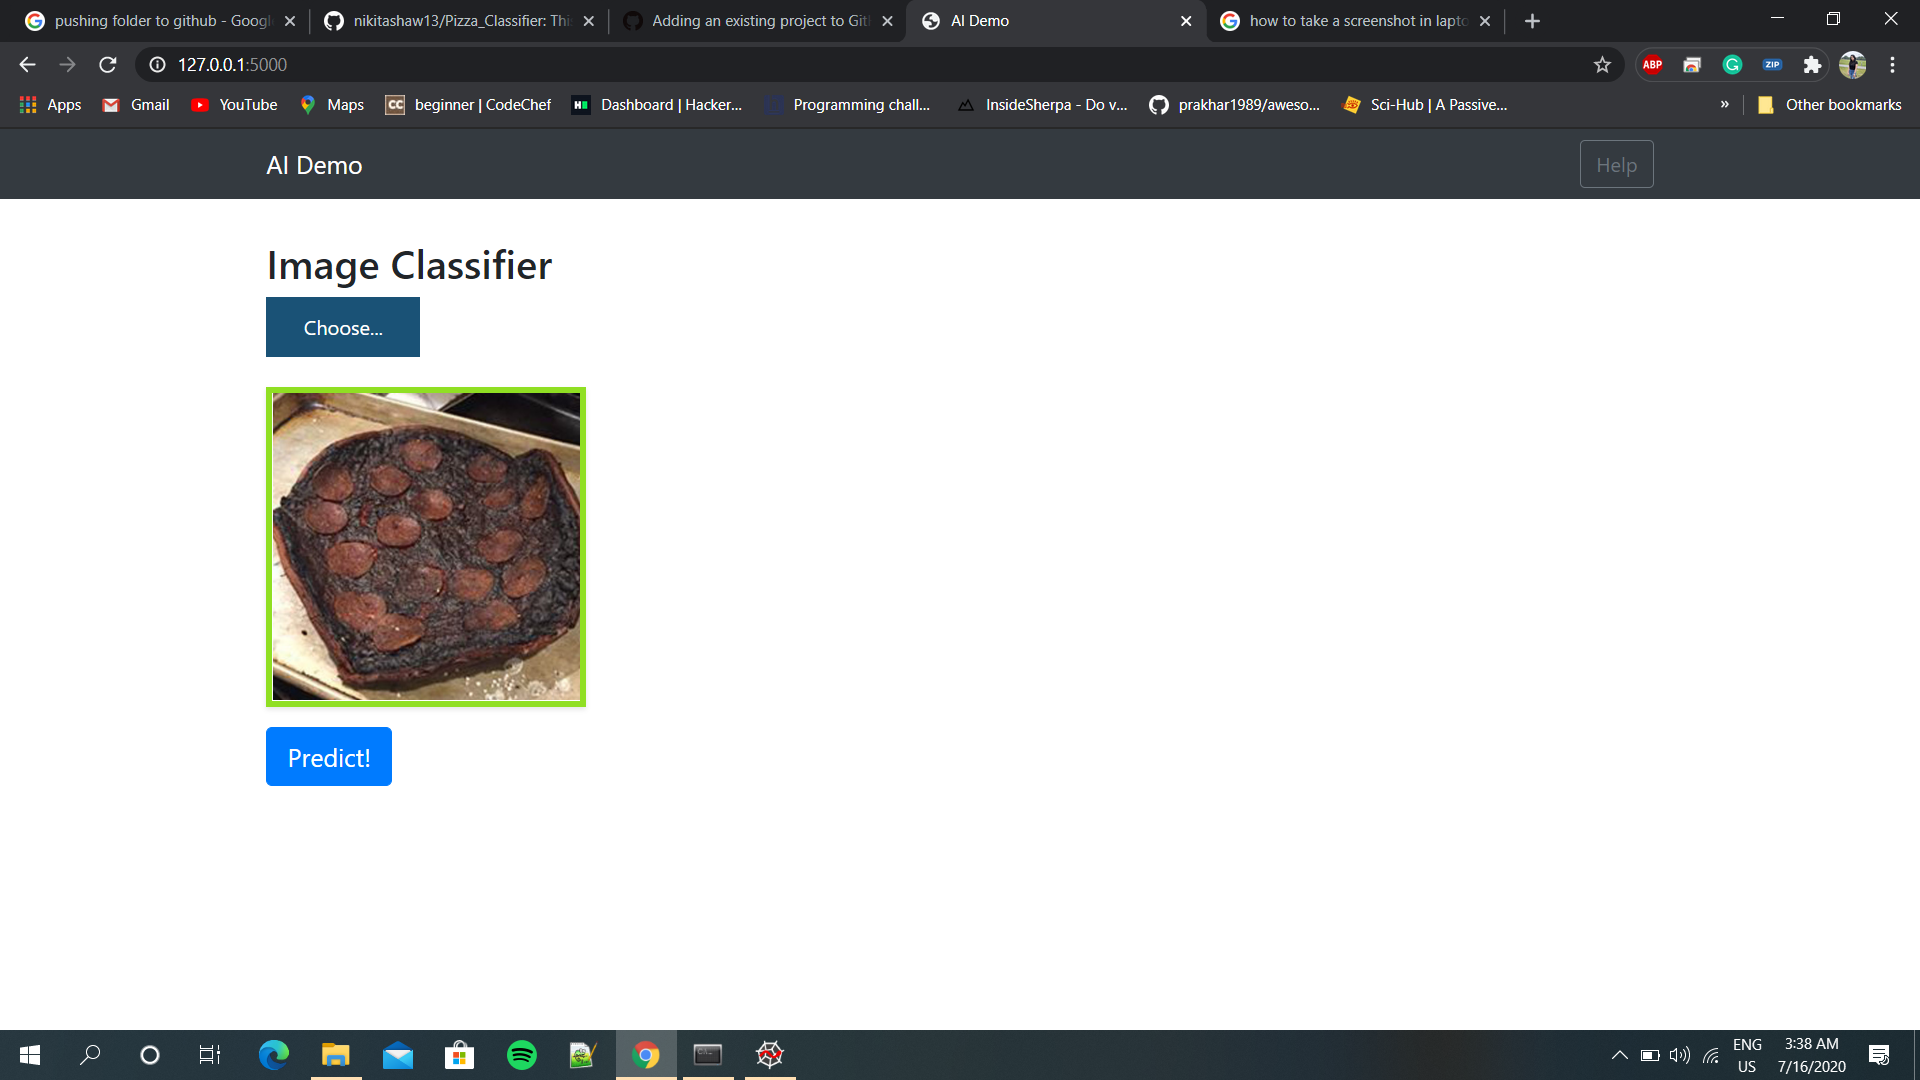 pushing folder to github - Googl
nikitashaw13/Pizza_Classifier: Thi
Adding an existing project to Gitl
AI Demo
how to take a screenshot in lapto
127.0.0.1:5000
ABP
G
ZIP
Apps
Gmail
YouTube
Maps
CC
beginner | CodeChef
H
Dashboard | Hacker...
Programming chall...
InsideSherpa - Do v...
prakhar1989/aweso...
Sci-Hub | A Passive...
»
Other bookmarks
AI Demo
Help
Image Classifier
Choose...
Predict!
ENG
US
3:38 AM
7/16/2020